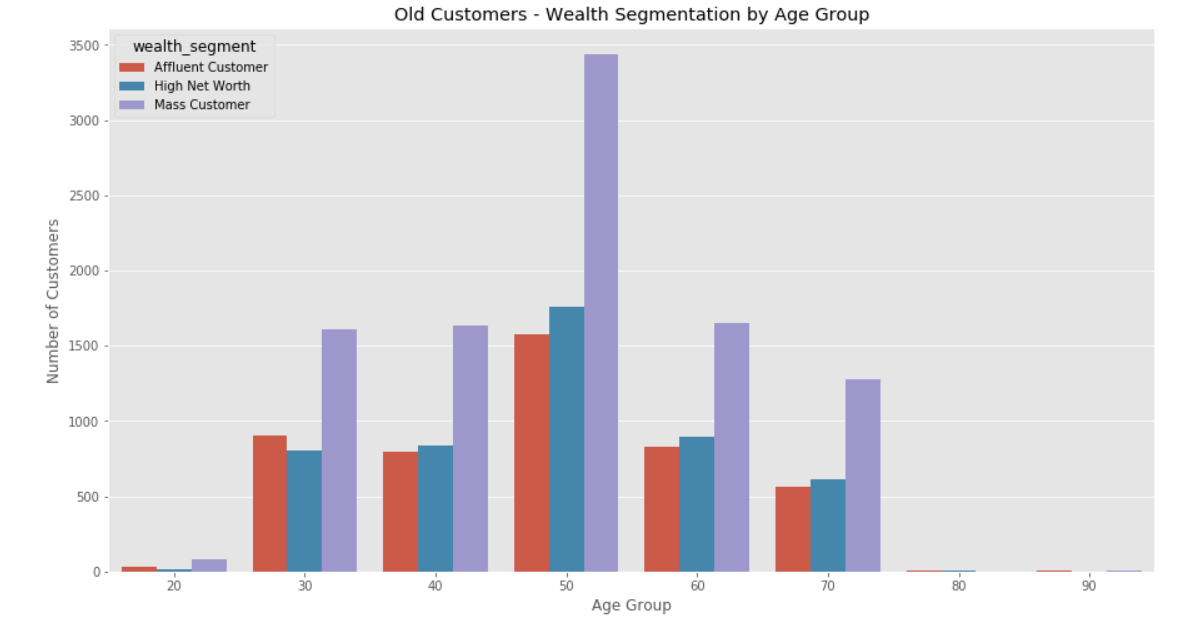 Old Customers - Wealth Segmentation by Age Group
wealth_segment
Affluent Customer
High Net Worth
Mass Customer
3500
3000
2500
2000
1500
1000
500
0
Number of Customers
20 30 40 50 60 70 80 90
Age Group